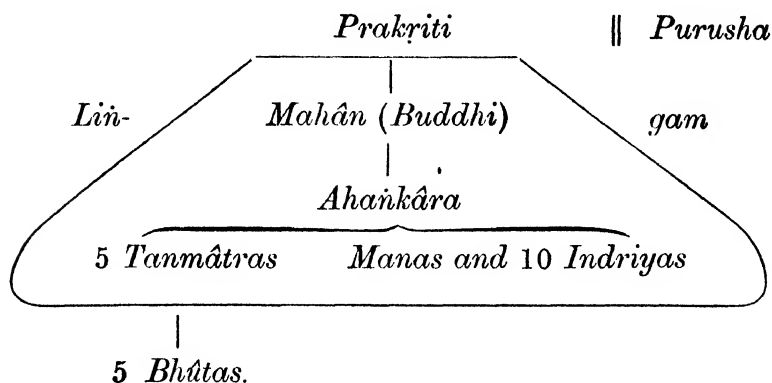 Prakṛiti || Purusha
Liṅ- Mahân (Buddhi) gam
Ahaṅkâra
5 Tanmâtras Manas and 10 Indriyas
5 Bhûtas.